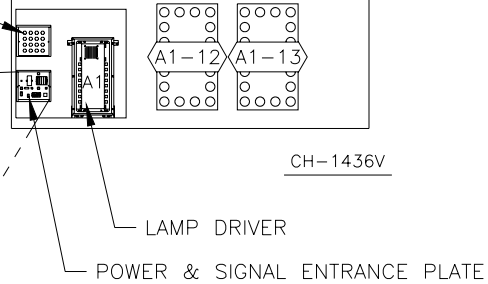 A1-12 A1-13
A1
CH-1436V
LAMP DRIVER
POWER & SIGNAL ENTRANCE PLATE